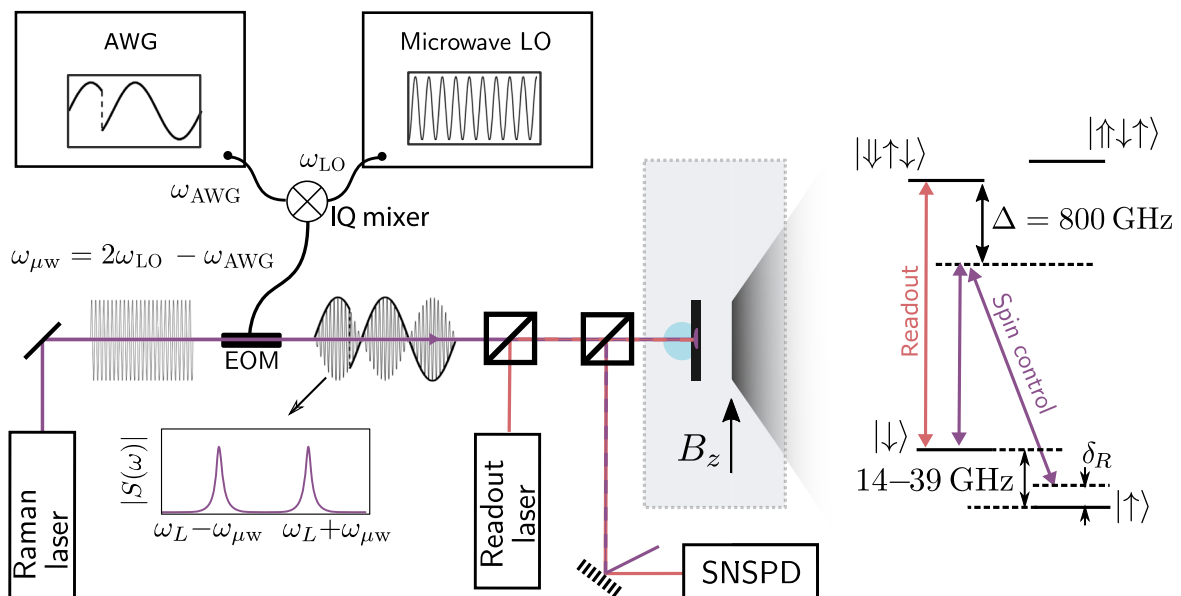 AWG
Microwave LO
ω_LO
ω_AWG
IQ mixer
ω_μw = 2ω_LO − ω_AWG
EOM
|S(ω)|
ω_L−ω_μw
ω_L+ω_μw
Raman
laser
Readout
laser
SNSPD
B_z
|⇓↑↓⟩
|⇑↓↑⟩
Δ = 800 GHz
Readout
Spin control
|↓⟩
14–39 GHz
δ_R
|↑⟩